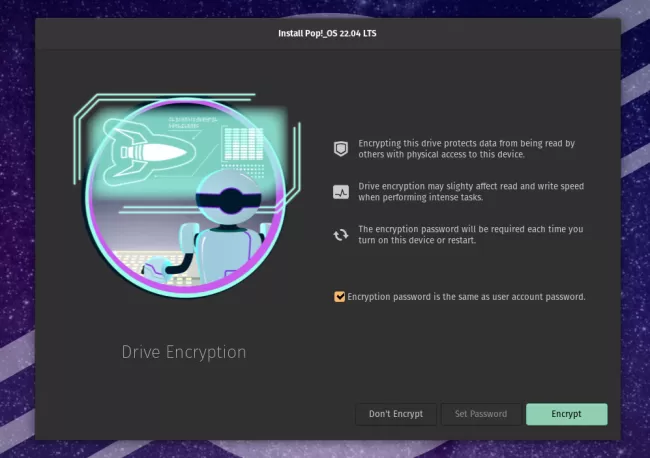 Install Pop!_OS 22.04 LTS
Encrypting this drive protects data from being read by
others with physical access to this device.
Drive encryption may slighty affect read and write speed
when performing intense tasks.
The encryption password will be required each time you
turn on this device or restart.
Encryption password is the same as user account password.
Drive Encryption
Don't Encrypt
Set Password
Encrypt